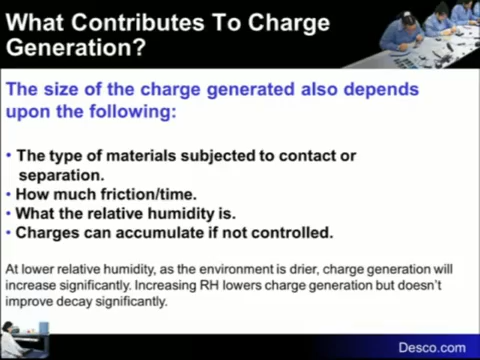 What Contributes To Charge
Generation?
The size of the charge generated also depends
upon the following:
• The type of materials subjected to contact or
separation.
• How much friction/time.
• What the relative humidity is.
• Charges can accumulate if not controlled.
At lower relative humidity, as the environment is drier, charge generation will
increase significantly. Increasing RH lowers charge generation but doesn't
improve decay significantly.
Desco.com